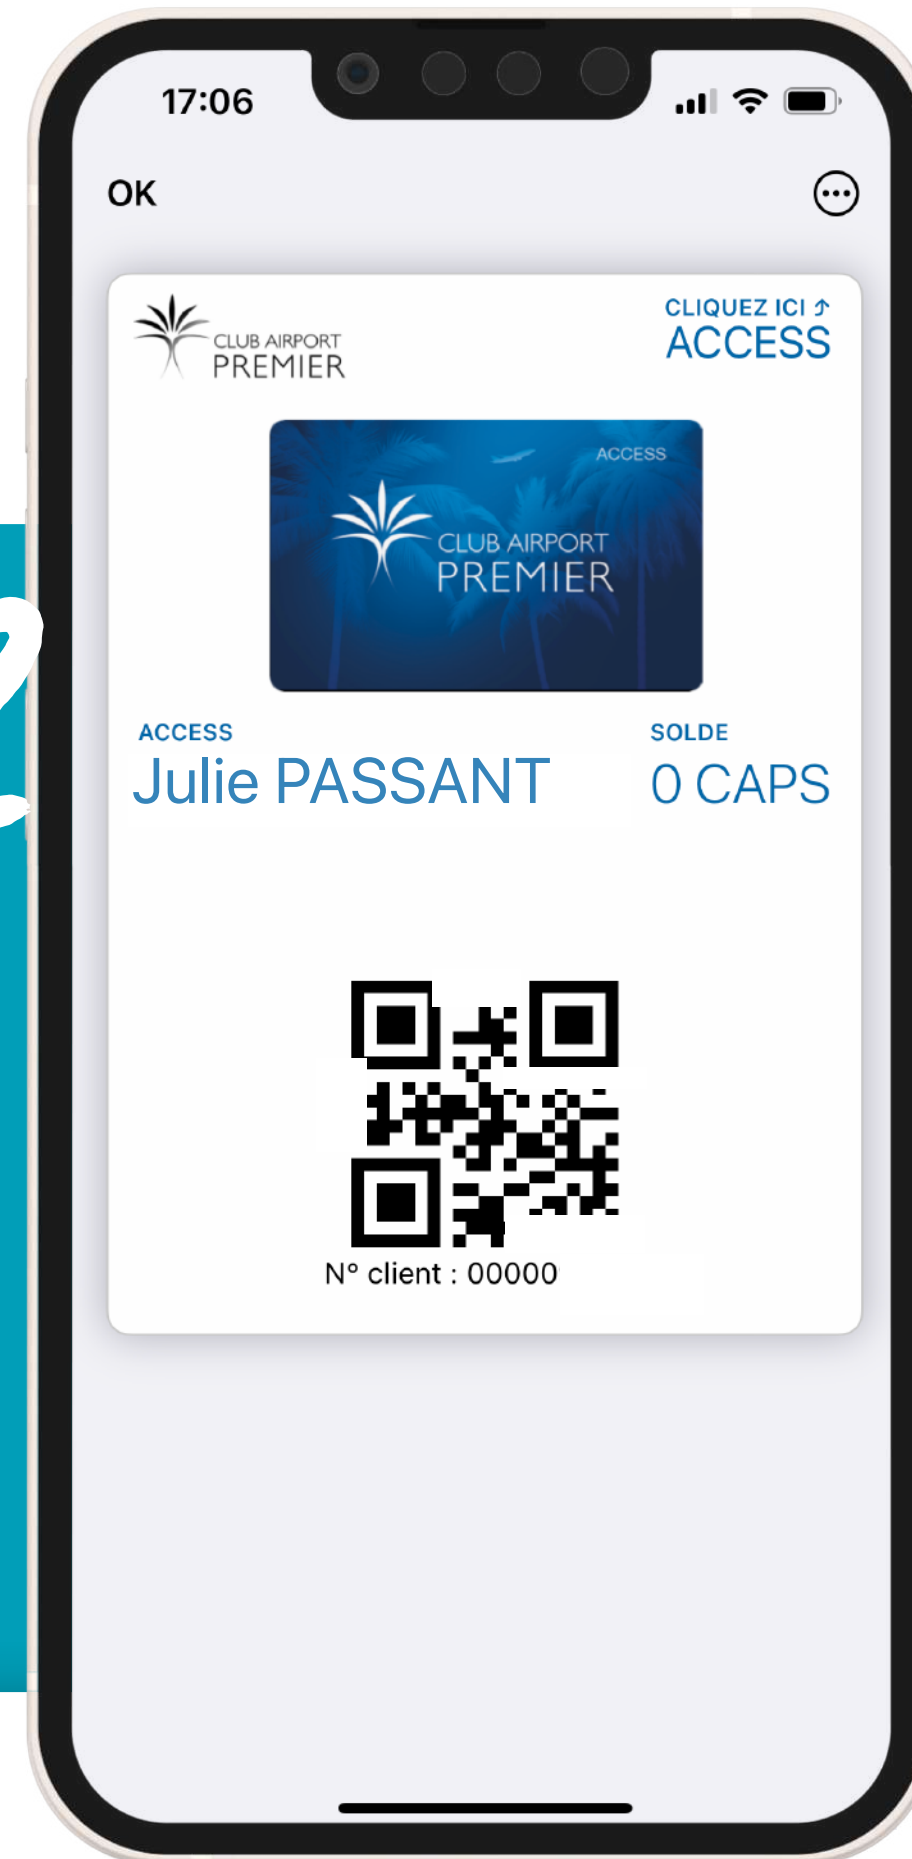 17:06
OK
CLUB AIRPORT
PREMIER
CLIQUEZ ICI
ACCESS
ACCESS
CLUB AIRPORT
PREMIER
ACCESS
SOLDE
Julie PASSANT
0 CAPS
N° client : 00000